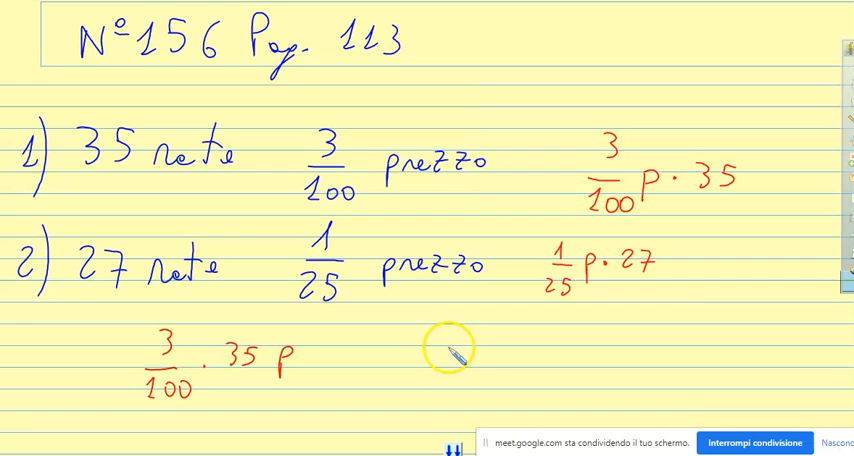 N° 156 Pag. 113
1) 35 rate 3/100 prezzo 3/100 p · 35
2) 27 rate 1/25 prezzo 1/25 p · 27
3/100 · 35 p
meet.google.com sta condividendo il tuo schermo. Interrompi condivisione Nascond